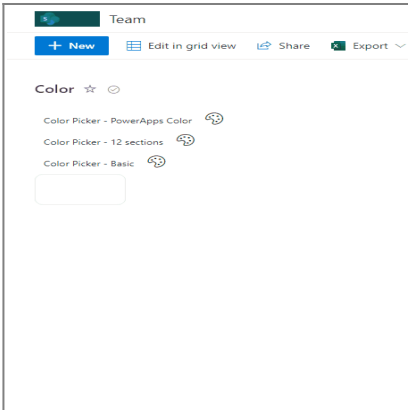 Team
+ New Edit in grid view Share Export
Color
Color Picker - PowerApps Color
Color Picker - 12 sections
Color Picker - Basic